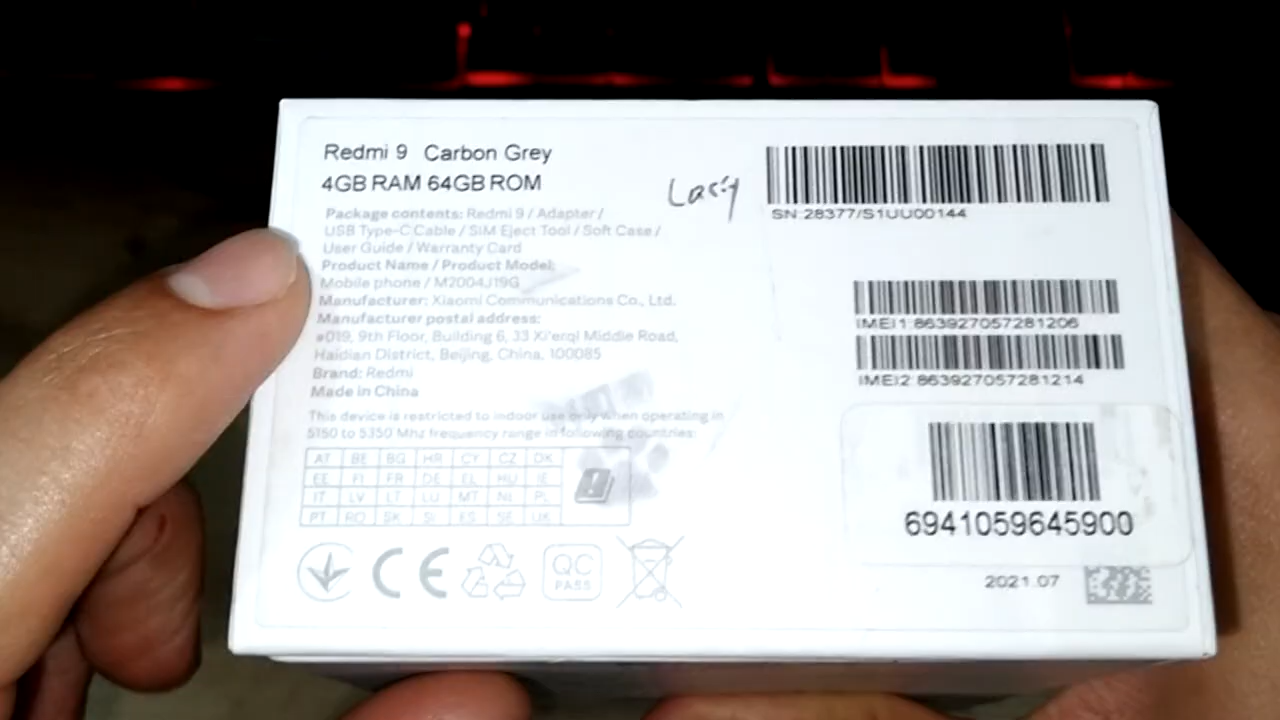 Redmi 9 Carbon Grey
4GB RAM 64GB ROM
Package contents: Redmi 9 / Adapter /
USB Type-C Cable / SIM Eject Tool / Soft Case /
User Guide / Warranty Card
Product Name / Product Model:
Mobile phone / M2004J19G
Manufacturer: Xiaomi Communications Co., Ltd.
Manufacturer postal address:
#019, 9th Floor, Building 6, 33 Xi'erqi Middle Road,
Haidian District, Beijing, China, 100085
Brand: Redmi
Made in China
This device is restricted to indoor use only when operating in
5150 to 5350 Mhz frequency range in following countries:
AT BE BG HR CY CZ DK
EE FI FR DE EL HU IE
IT LV LT LU MT NL PL
PT RO SK SI ES SE UK
CE
QC
PASS
SN:28377/S1UU00144
IMEI1:863927057281206
IMEI2:863927057281214
6941059645900
2021.07